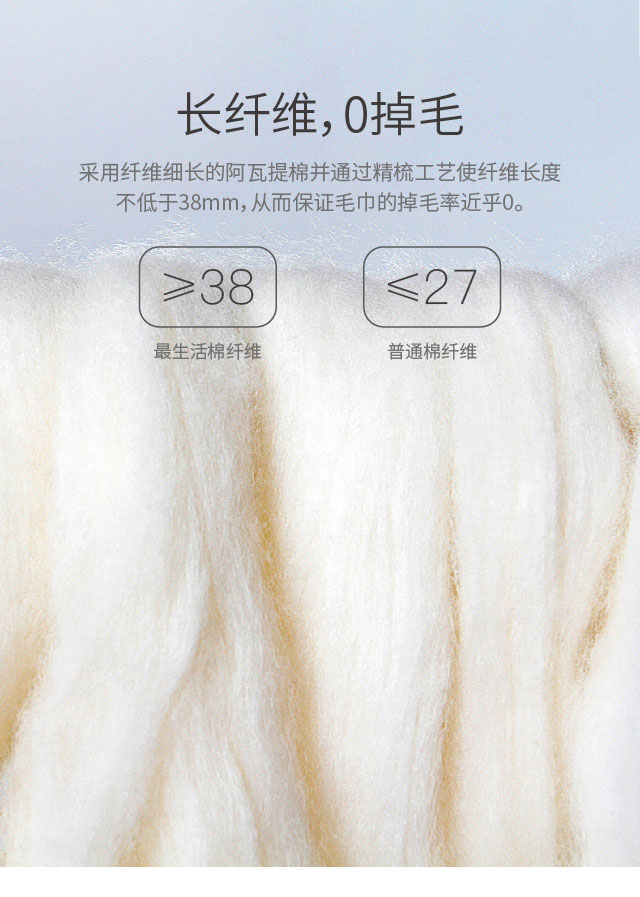 长纤维，0掉毛
采用纤维细长的阿瓦提棉并通过精梳工艺使纤维长度
不低于38mm，从而保证毛巾的掉毛率近乎0。
≥38 ≤27
最生活棉纤维 普通棉纤维